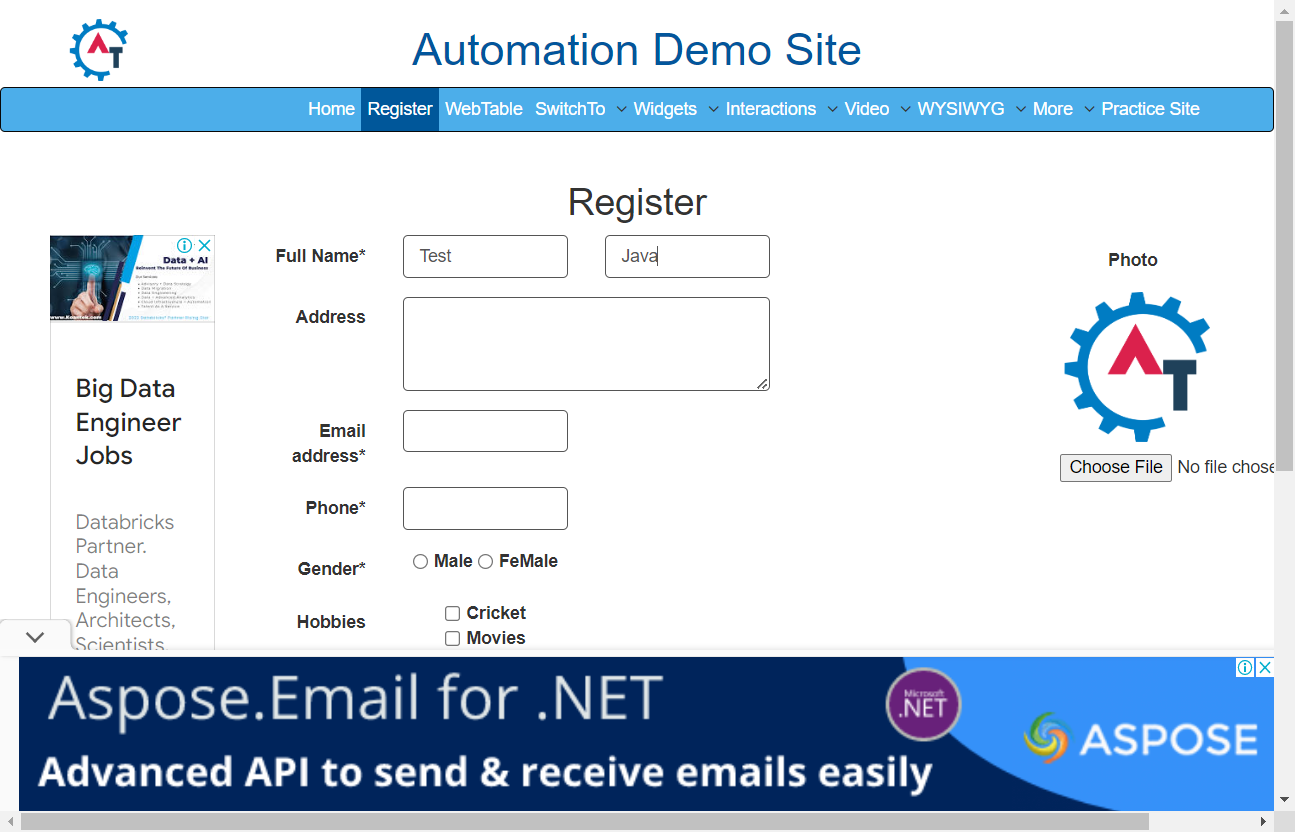 Automation Demo Site
Home Register WebTable SwitchTo Widgets Interactions Video WYSIWYG More Practice Site
Register
Data + AI
Reinvent The Future Of Business
Full Name* Test Java
Photo
Address
Big Data
Engineer
Jobs
Email
address*
Choose File No file chose
Phone*
Databricks
Partner.
Data
Engineers,
Architects,
Scientists,
Gender* Male FeMale
Hobbies Cricket
Movies
Aspose.Email for .NET
Microsoft
.NET
ASPOSE
Advanced API to send & receive emails easily